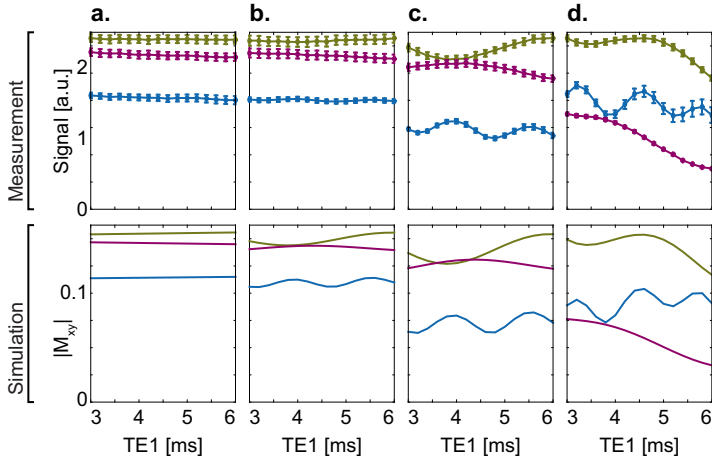 a. b. c. d.
Measurement
Signal [a.u.]
2
1
0
Simulation
|Mxy|
0.1
0
3 4 5 6 3 4 5 6 3 4 5 6 3 4 5 6
TE1 [ms] TE1 [ms] TE1 [ms] TE1 [ms]